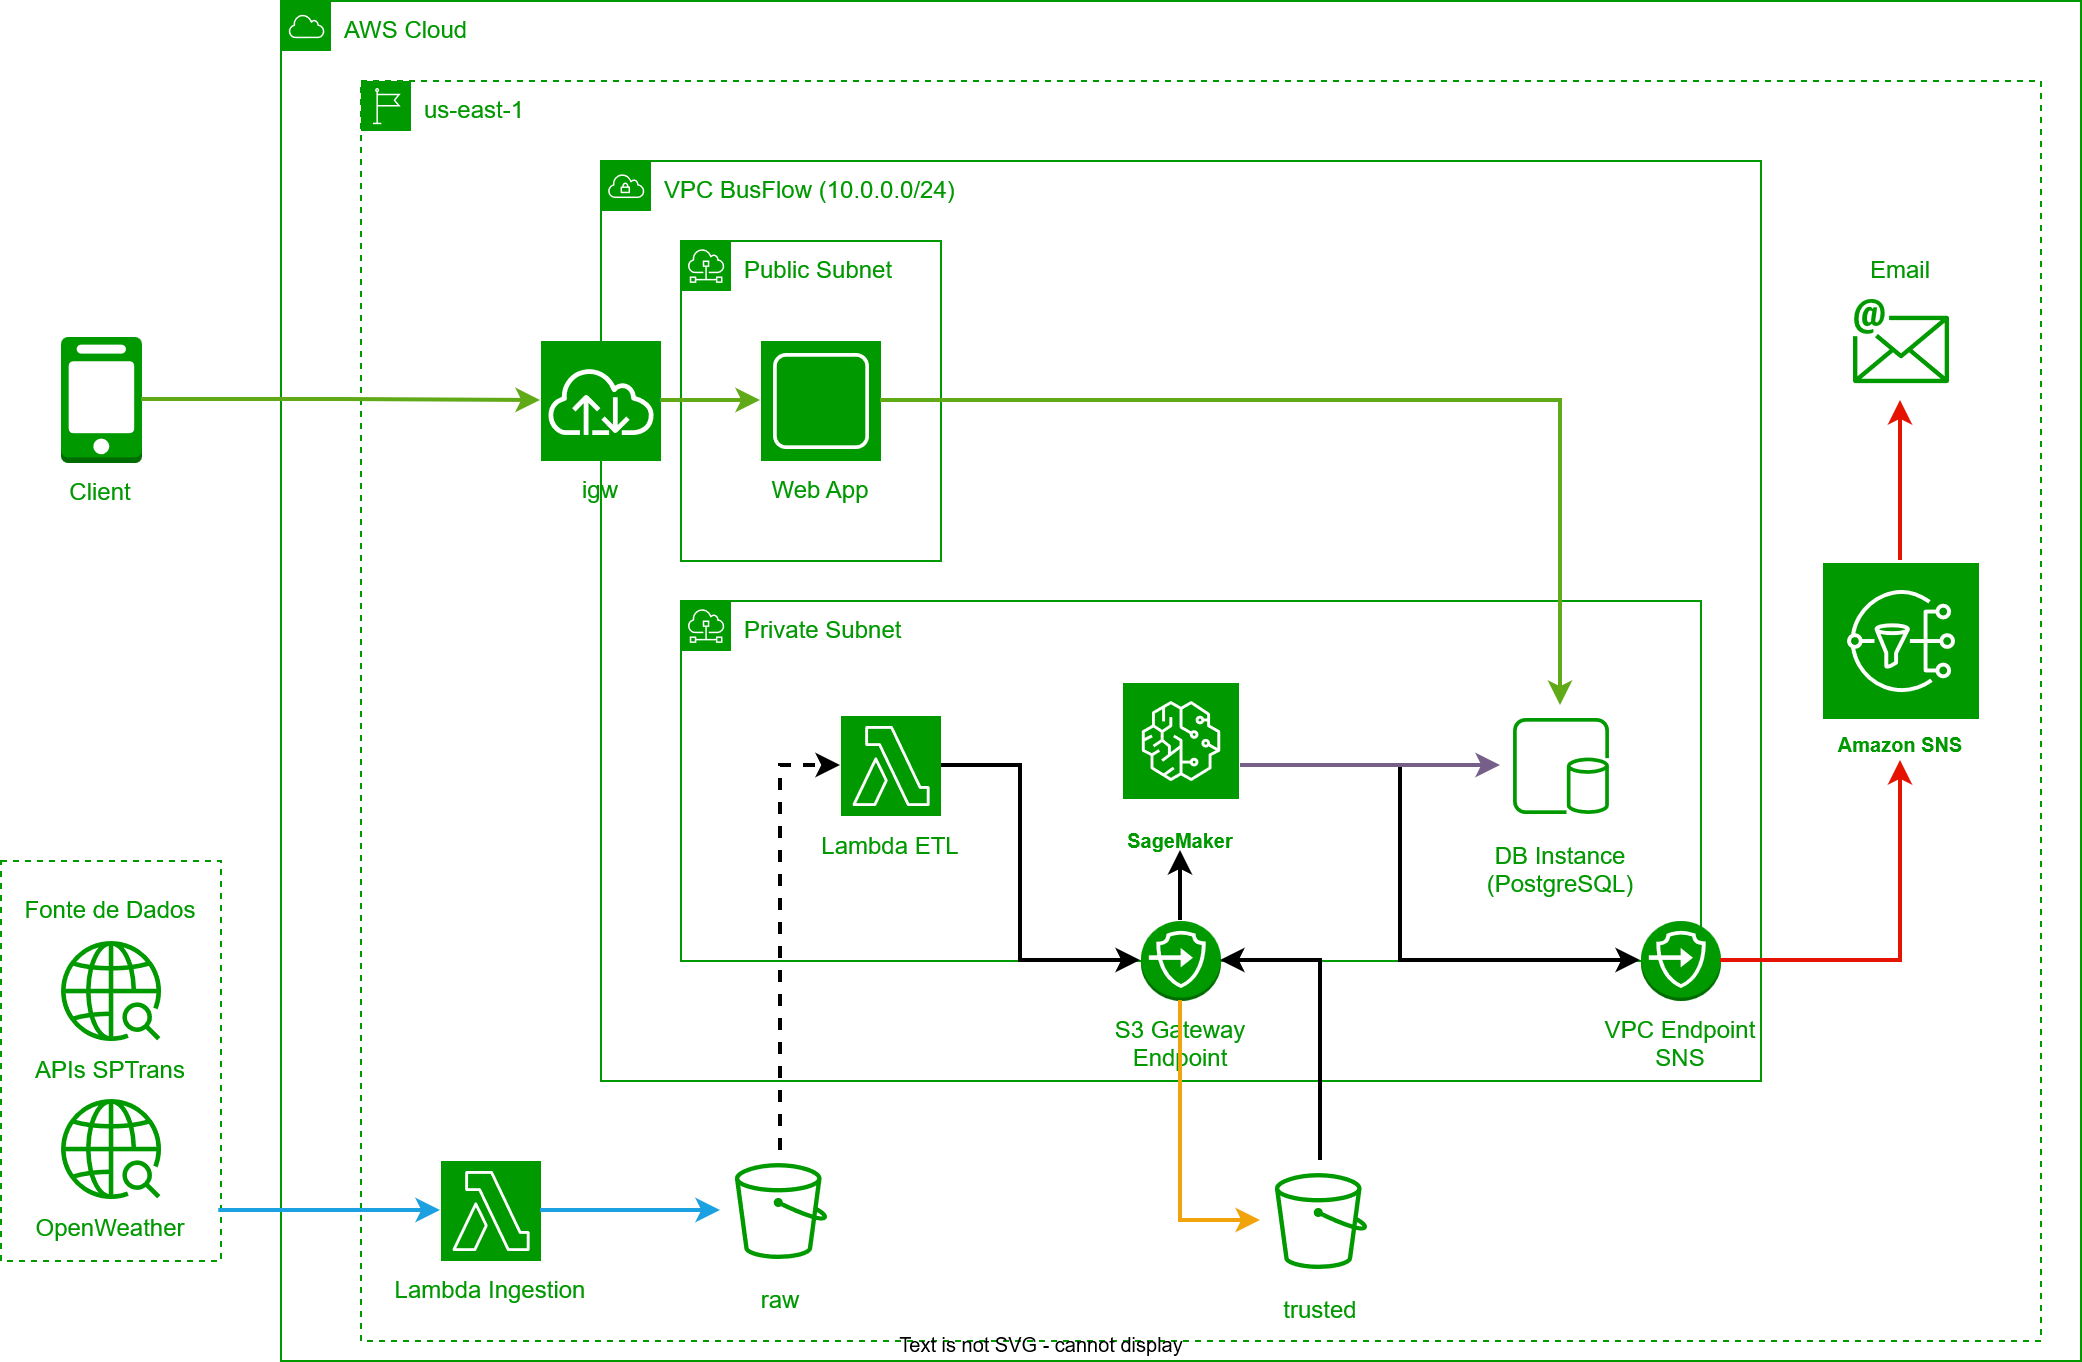 AWS Cloud
us-east-1
VPC BusFlow (10.0.0.0/24)
Public Subnet
Email
@
Client
igw
Web App
Private Subnet
Amazon SNS
Lambda ETL
SageMaker
DB Instance
(PostgreSQL)
Fonte de Dados
APIs SPTrans
OpenWeather
S3 Gateway
Endpoint
VPC Endpoint
SNS
Lambda Ingestion
raw
trusted
Text is not SVG - cannot display